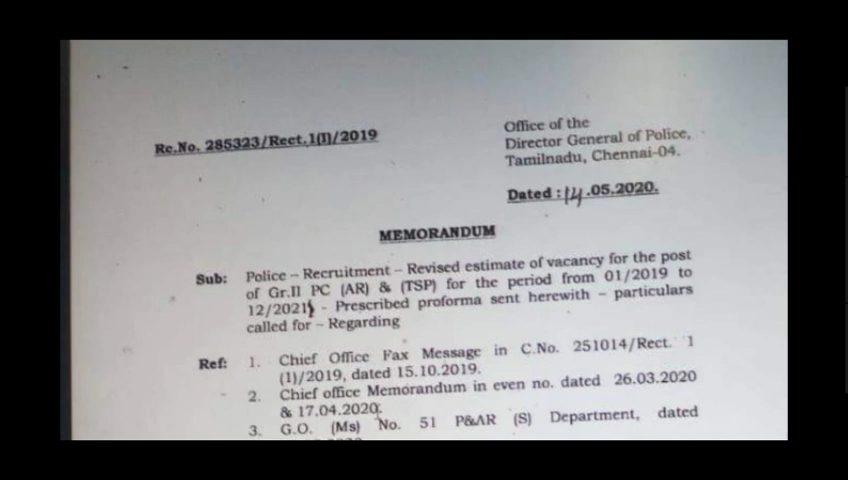 Rc.No. 285323/Rect.1(I)/2019
Office of the
Director General of Police,
Tamilnadu, Chennai-04.
Dated : 14.05.2020.
MEMORANDUM
Sub: Police – Recruitment – Revised estimate of vacancy for the post
of Gr.II PC (AR) & (TSP) for the period from 01/2019 to
12/2021 - Prescribed proforma sent herewith – particulars
called for – Regarding
Ref: 1. Chief Office Fax Message in C.No. 251014/Rect. 1
(1)/2019, dated 15.10.2019.
2. Chief office Memorandum in even no. dated 26.03.2020
& 17.04.2020.
3. G.O. (Ms) No. 51 P&AR (S) Department, dated